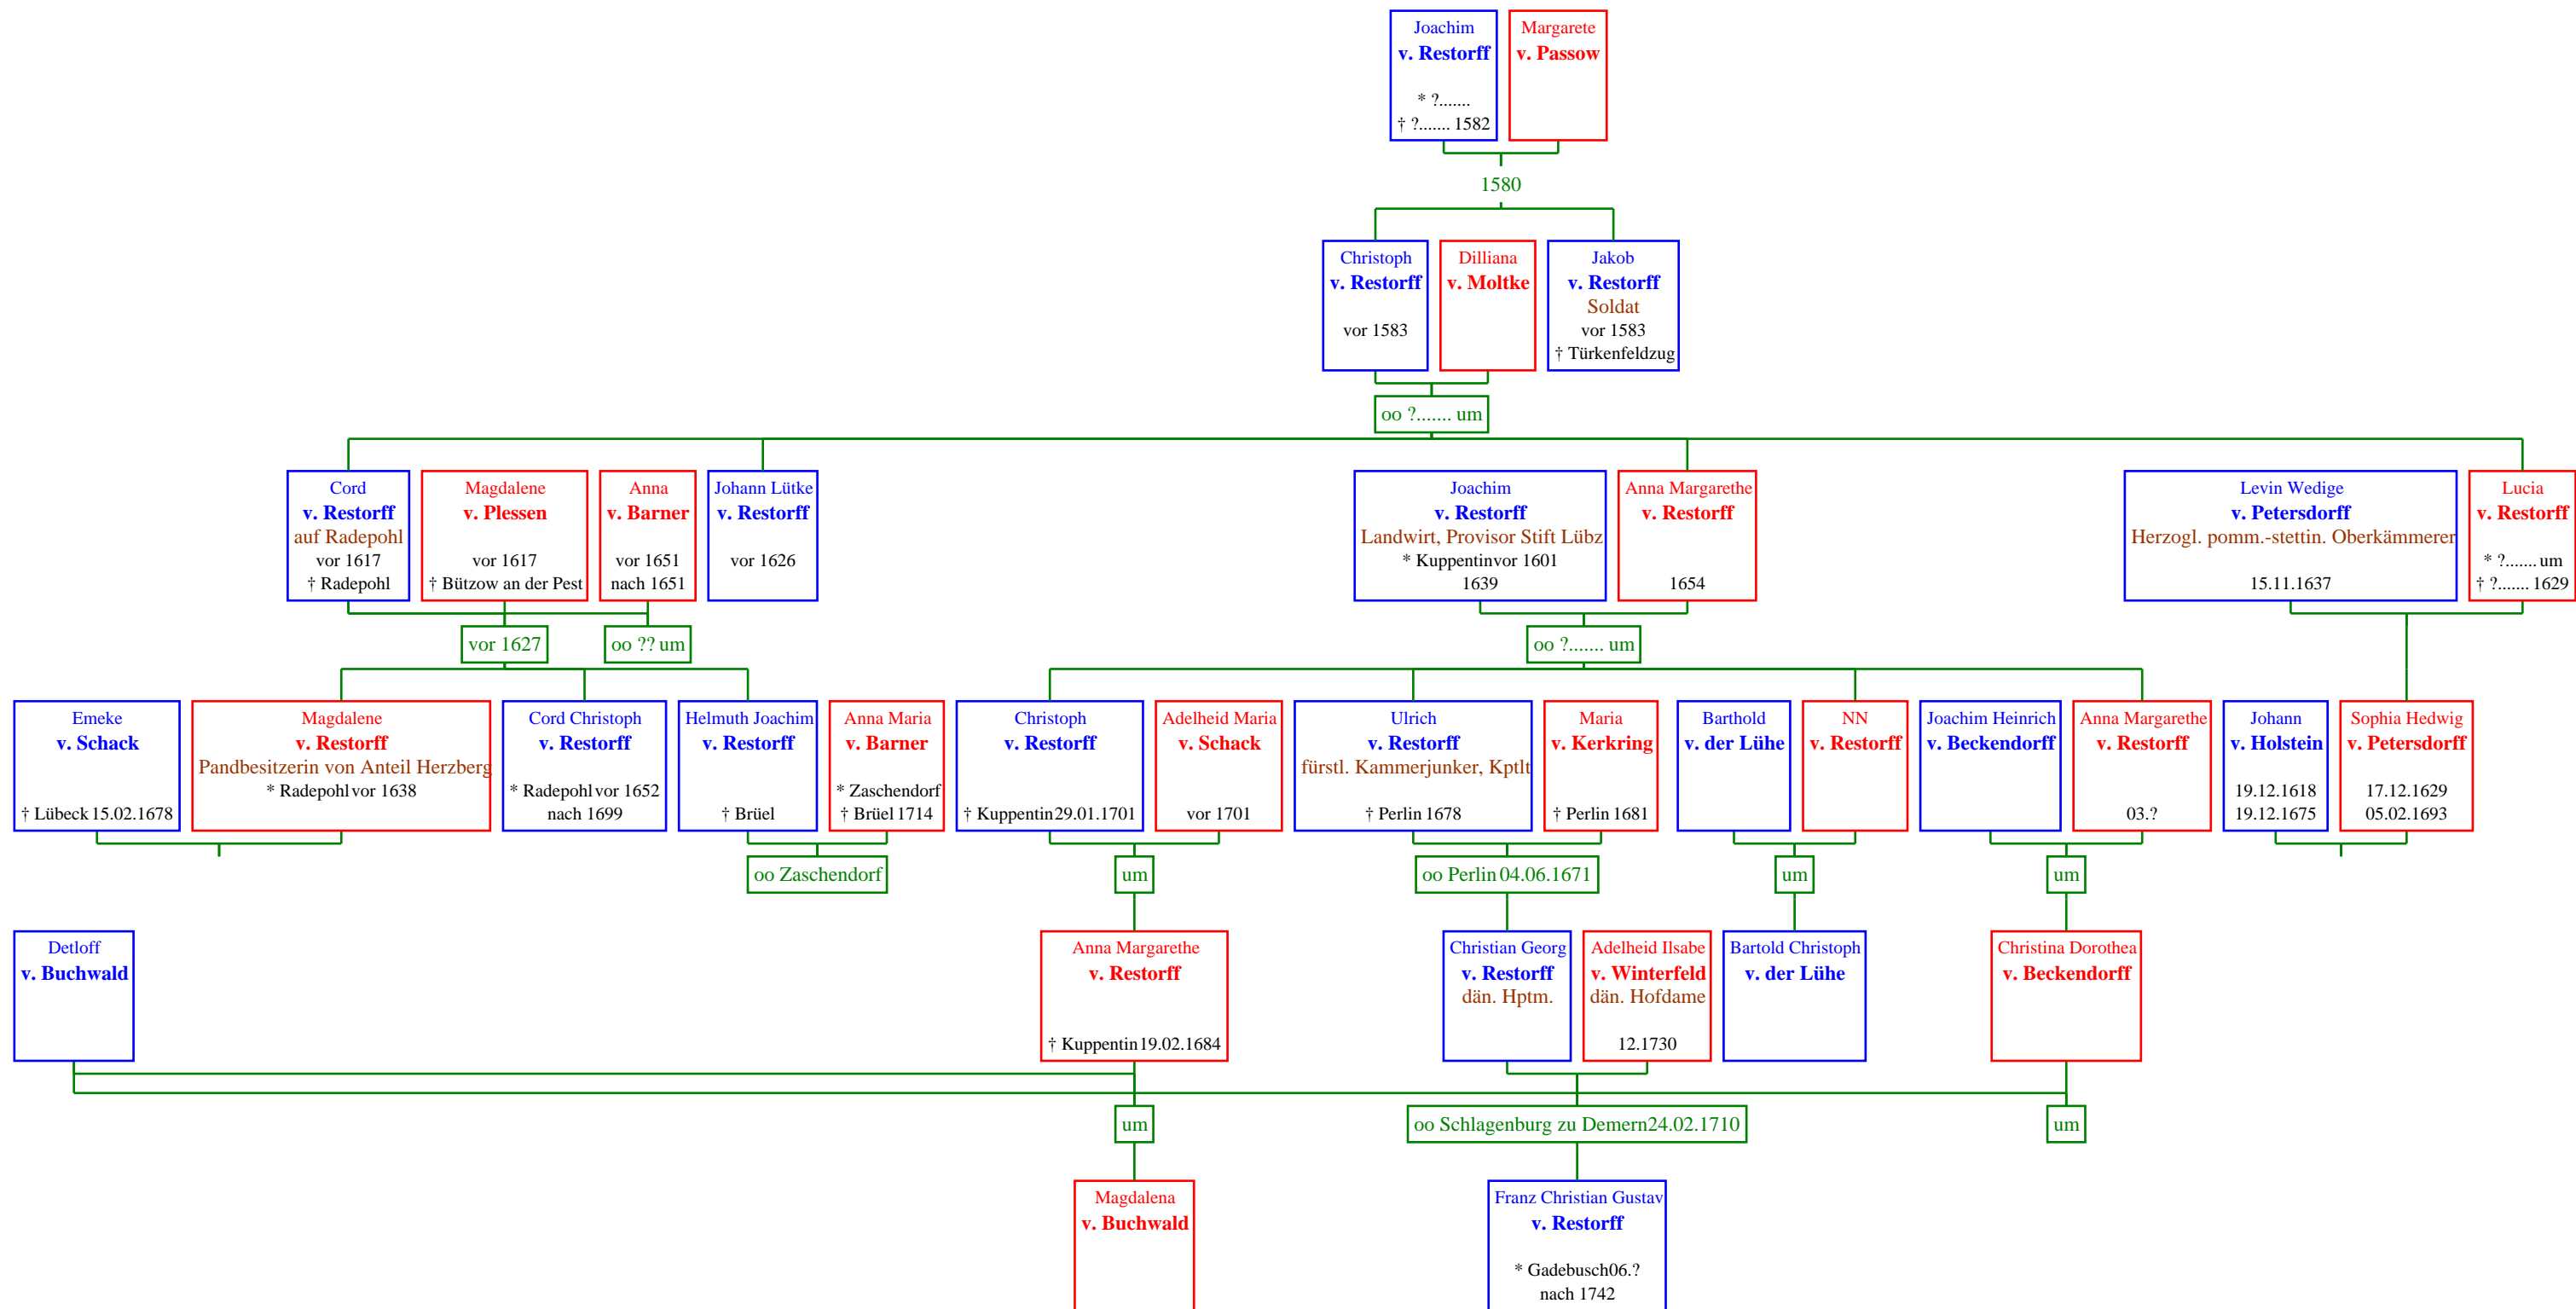 Joachim
v. Restorff
* ?.......
† ?....... 1582
Margarete
v. Passow
1580
Christoph
v. Restorff
vor 1583
Dilliana
v. Moltke
Jakob
v. Restorff
Soldat
vor 1583
† Türkenfeldzug
oo ?....... um
Cord
v. Restorff
auf Radepohl
vor 1617
† Radepohl
Magdalene
v. Plessen
vor 1617
† Bützow an der Pest
Anna
v. Barner
vor 1651
nach 1651
Johann Lütke
v. Restorff
vor 1626
Joachim
v. Restorff
Landwirt, Provisor Stift Lübz
* Kuppentinvor 1601
1639
Anna Margarethe
v. Restorff
1654
Levin Wedige
v. Petersdorff
Herzogl. pomm.-stettin. Oberkämmerer
15.11.1637
Lucia
v. Restorff
* ?....... um
† ?....... 1629
vor 1627
oo ?? um
oo ?....... um
Emeke
v. Schack
† Lübeck 15.02.1678
Magdalene
v. Restorff
Pandbesitzerin von Anteil Herzberg
* Radepohl vor 1638
Cord Christoph
v. Restorff
* Radepohl vor 1652
nach 1699
Helmuth Joachim
v. Restorff
† Brüel
Anna Maria
v. Barner
* Zaschendorf
† Brüel 1714
Christoph
v. Restorff
† Kuppentin 29.01.1701
Adelheid Maria
v. Schack
vor 1701
Ulrich
v. Restorff
fürstl. Kammerjunker, Kptlt
† Perlin 1678
Maria
v. Kerkring
† Perlin 1681
Barthold
v. der Lühe
NN
v. Restorff
Joachim Heinrich
v. Beckendorff
Anna Margarethe
v. Restorff
03.?
Johann
v. Holstein
19.12.1618
19.12.1675
Sophia Hedwig
v. Petersdorff
17.12.1629
05.02.1693
oo Zaschendorf
um
oo Perlin 04.06.1671
um
um
Detloff
v. Buchwald
Anna Margarethe
v. Restorff
† Kuppentin 19.02.1684
Christian Georg
v. Restorff
dän. Hptm.
Adelheid Ilsabe
v. Winterfeld
dän. Hofdame
12.1730
Bartold Christoph
v. der Lühe
Christina Dorothea
v. Beckendorff
um
oo Schlagenburg zu Demern24.02.1710
um
Magdalena
v. Buchwald
Franz Christian Gustav
v. Restorff
* Gadebusch06.?
nach 1742